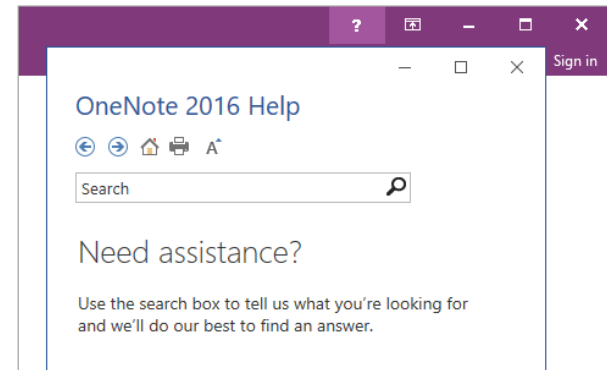 ?
Sign in
OneNote 2016 Help
A
Search
Need assistance?
Use the search box to tell us what you're looking for
and we'll do our best to find an answer.